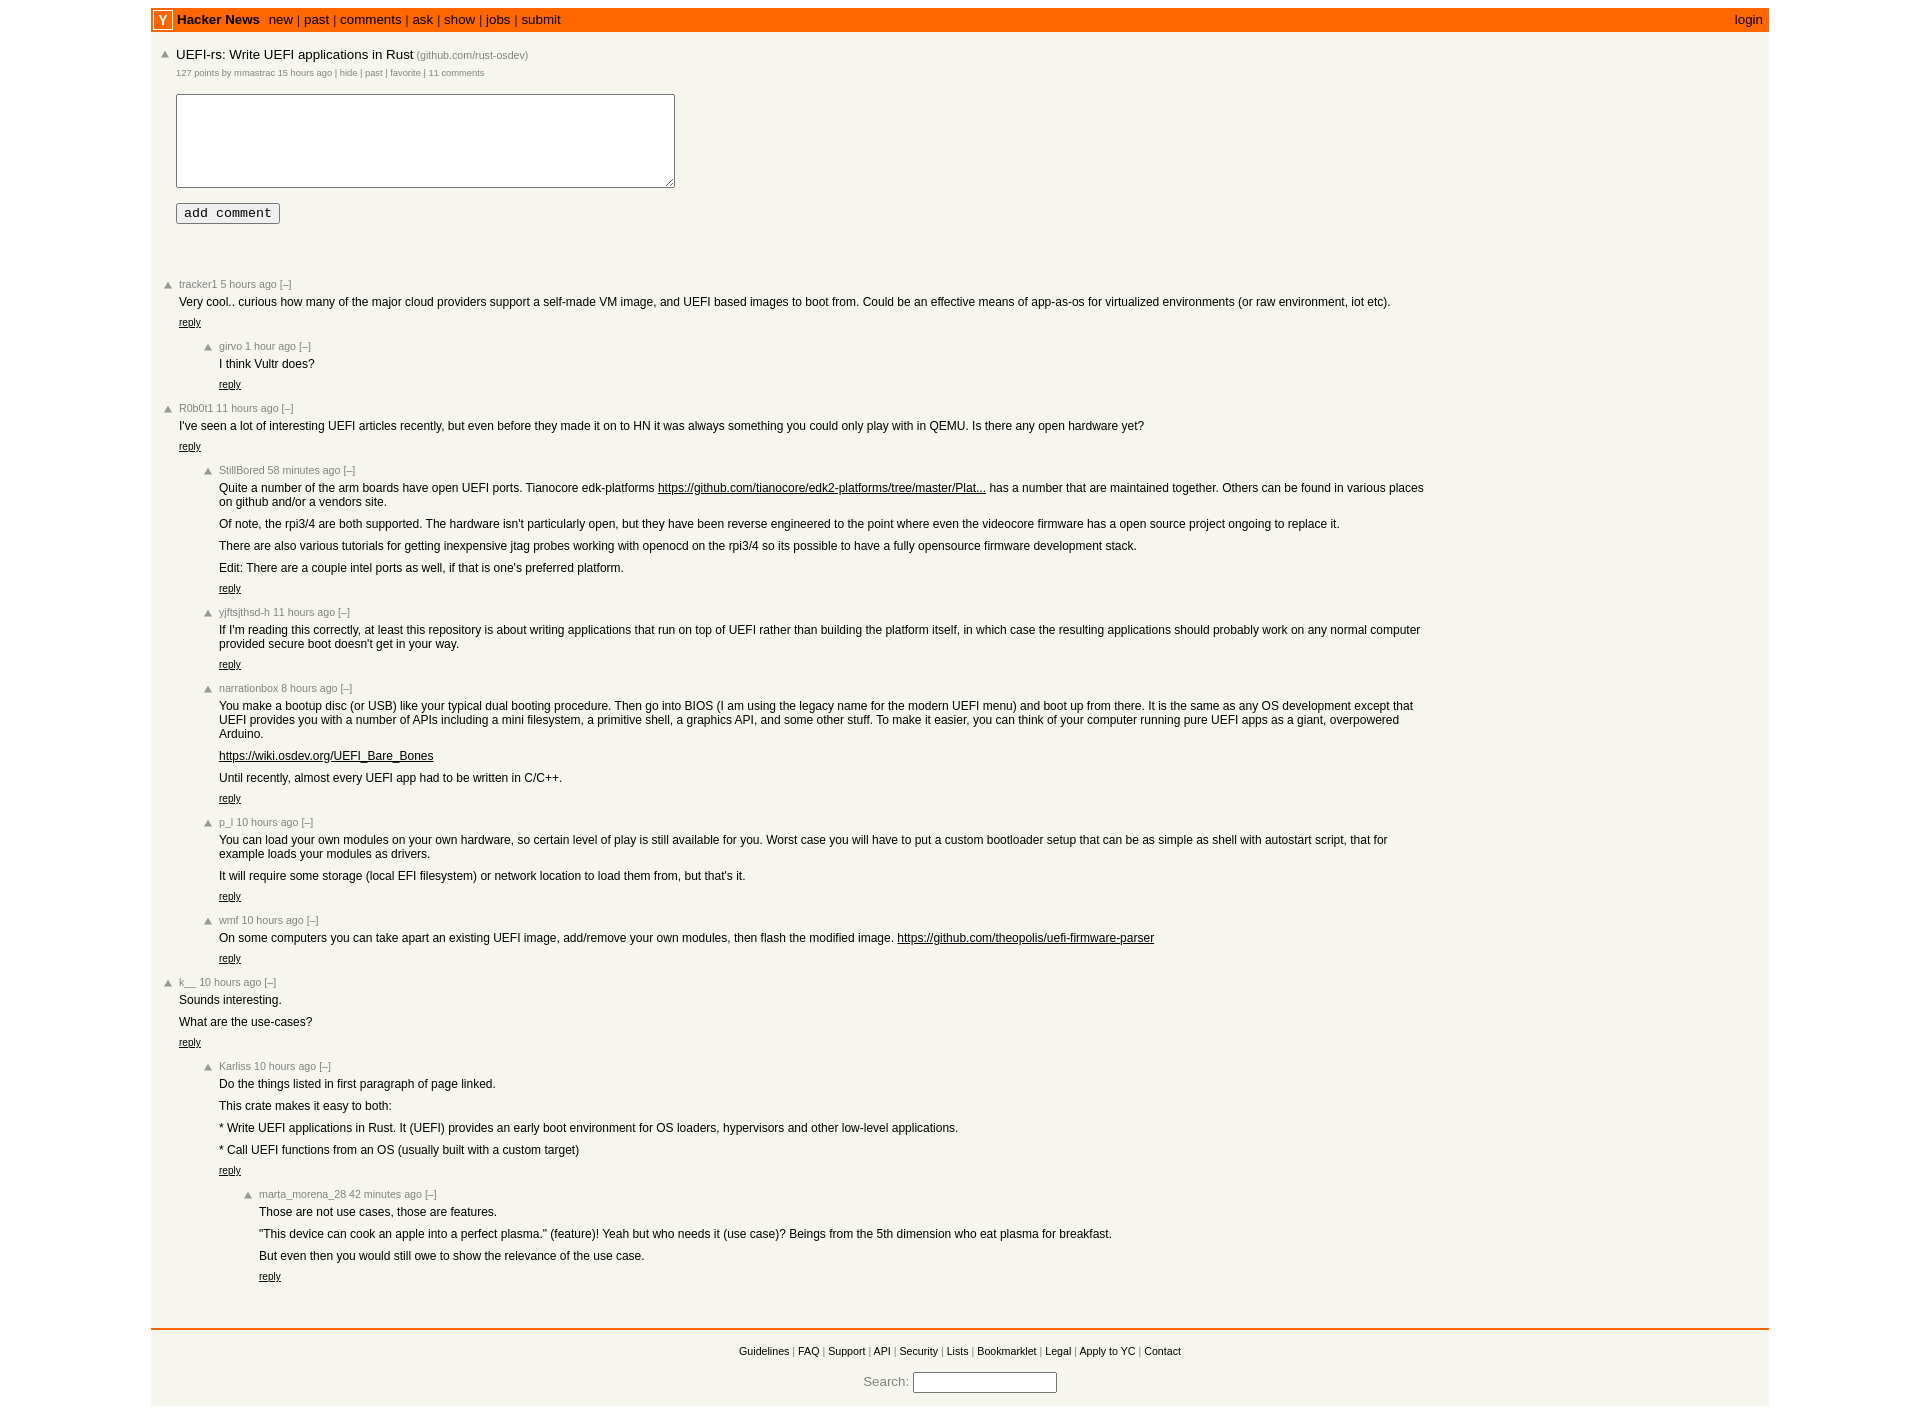 Y Hacker News new | past | comments | ask | show | jobs | submit login
UEFI-rs: Write UEFI applications in Rust (github.com/rust-osdev)
127 points by mmastrac 15 hours ago | hide | past | favorite | 11 comments
add comment
tracker1 5 hours ago [–]
Very cool.. curious how many of the major cloud providers support a self-made VM image, and UEFI based images to boot from. Could be an effective means of app-as-os for virtualized environments (or raw environment, iot etc).
reply
girvo 1 hour ago [–]
I think Vultr does?
reply
R0b0t1 11 hours ago [–]
I've seen a lot of interesting UEFI articles recently, but even before they made it on to HN it was always something you could only play with in QEMU. Is there any open hardware yet?
reply
StillBored 58 minutes ago [–]
Quite a number of the arm boards have open UEFI ports. Tianocore edk-platforms https://github.com/tianocore/edk2-platforms/tree/master/Plat... has a number that are maintained together. Others can be found in various places
on github and/or a vendors site.
Of note, the rpi3/4 are both supported. The hardware isn't particularly open, but they have been reverse engineered to the point where even the videocore firmware has a open source project ongoing to replace it.
There are also various tutorials for getting inexpensive jtag probes working with openocd on the rpi3/4 so its possible to have a fully opensource firmware development stack.
Edit: There are a couple intel ports as well, if that is one's preferred platform.
reply
yjftsjthsd-h 11 hours ago [–]
If I'm reading this correctly, at least this repository is about writing applications that run on top of UEFI rather than building the platform itself, in which case the resulting applications should probably work on any normal computer
provided secure boot doesn't get in your way.
reply
narrationbox 8 hours ago [–]
You make a bootup disc (or USB) like your typical dual booting procedure. Then go into BIOS (I am using the legacy name for the modern UEFI menu) and boot up from there. It is the same as any OS development except that
UEFI provides you with a number of APIs including a mini filesystem, a primitive shell, a graphics API, and some other stuff. To make it easier, you can think of your computer running pure UEFI apps as a giant, overpowered
Arduino.
https://wiki.osdev.org/UEFI_Bare_Bones
Until recently, almost every UEFI app had to be written in C/C++.
reply
p_l 10 hours ago [–]
You can load your own modules on your own hardware, so certain level of play is still available for you. Worst case you will have to put a custom bootloader setup that can be as simple as shell with autostart script, that for
example loads your modules as drivers.
It will require some storage (local EFI filesystem) or network location to load them from, but that's it.
reply
wmf 10 hours ago [–]
On some computers you can take apart an existing UEFI image, add/remove your own modules, then flash the modified image. https://github.com/theopolis/uefi-firmware-parser
reply
k__ 10 hours ago [–]
Sounds interesting.
What are the use-cases?
reply
Karliss 10 hours ago [–]
Do the things listed in first paragraph of page linked.
This crate makes it easy to both:
* Write UEFI applications in Rust. It (UEFI) provides an early boot environment for OS loaders, hypervisors and other low-level applications.
* Call UEFI functions from an OS (usually built with a custom target)
reply
marta_morena_28 42 minutes ago [–]
Those are not use cases, those are features.
"This device can cook an apple into a perfect plasma." (feature)! Yeah but who needs it (use case)? Beings from the 5th dimension who eat plasma for breakfast.
But even then you would still owe to show the relevance of the use case.
reply
Guidelines | FAQ | Support | API | Security | Lists | Bookmarklet | Legal | Apply to YC | Contact
Search: